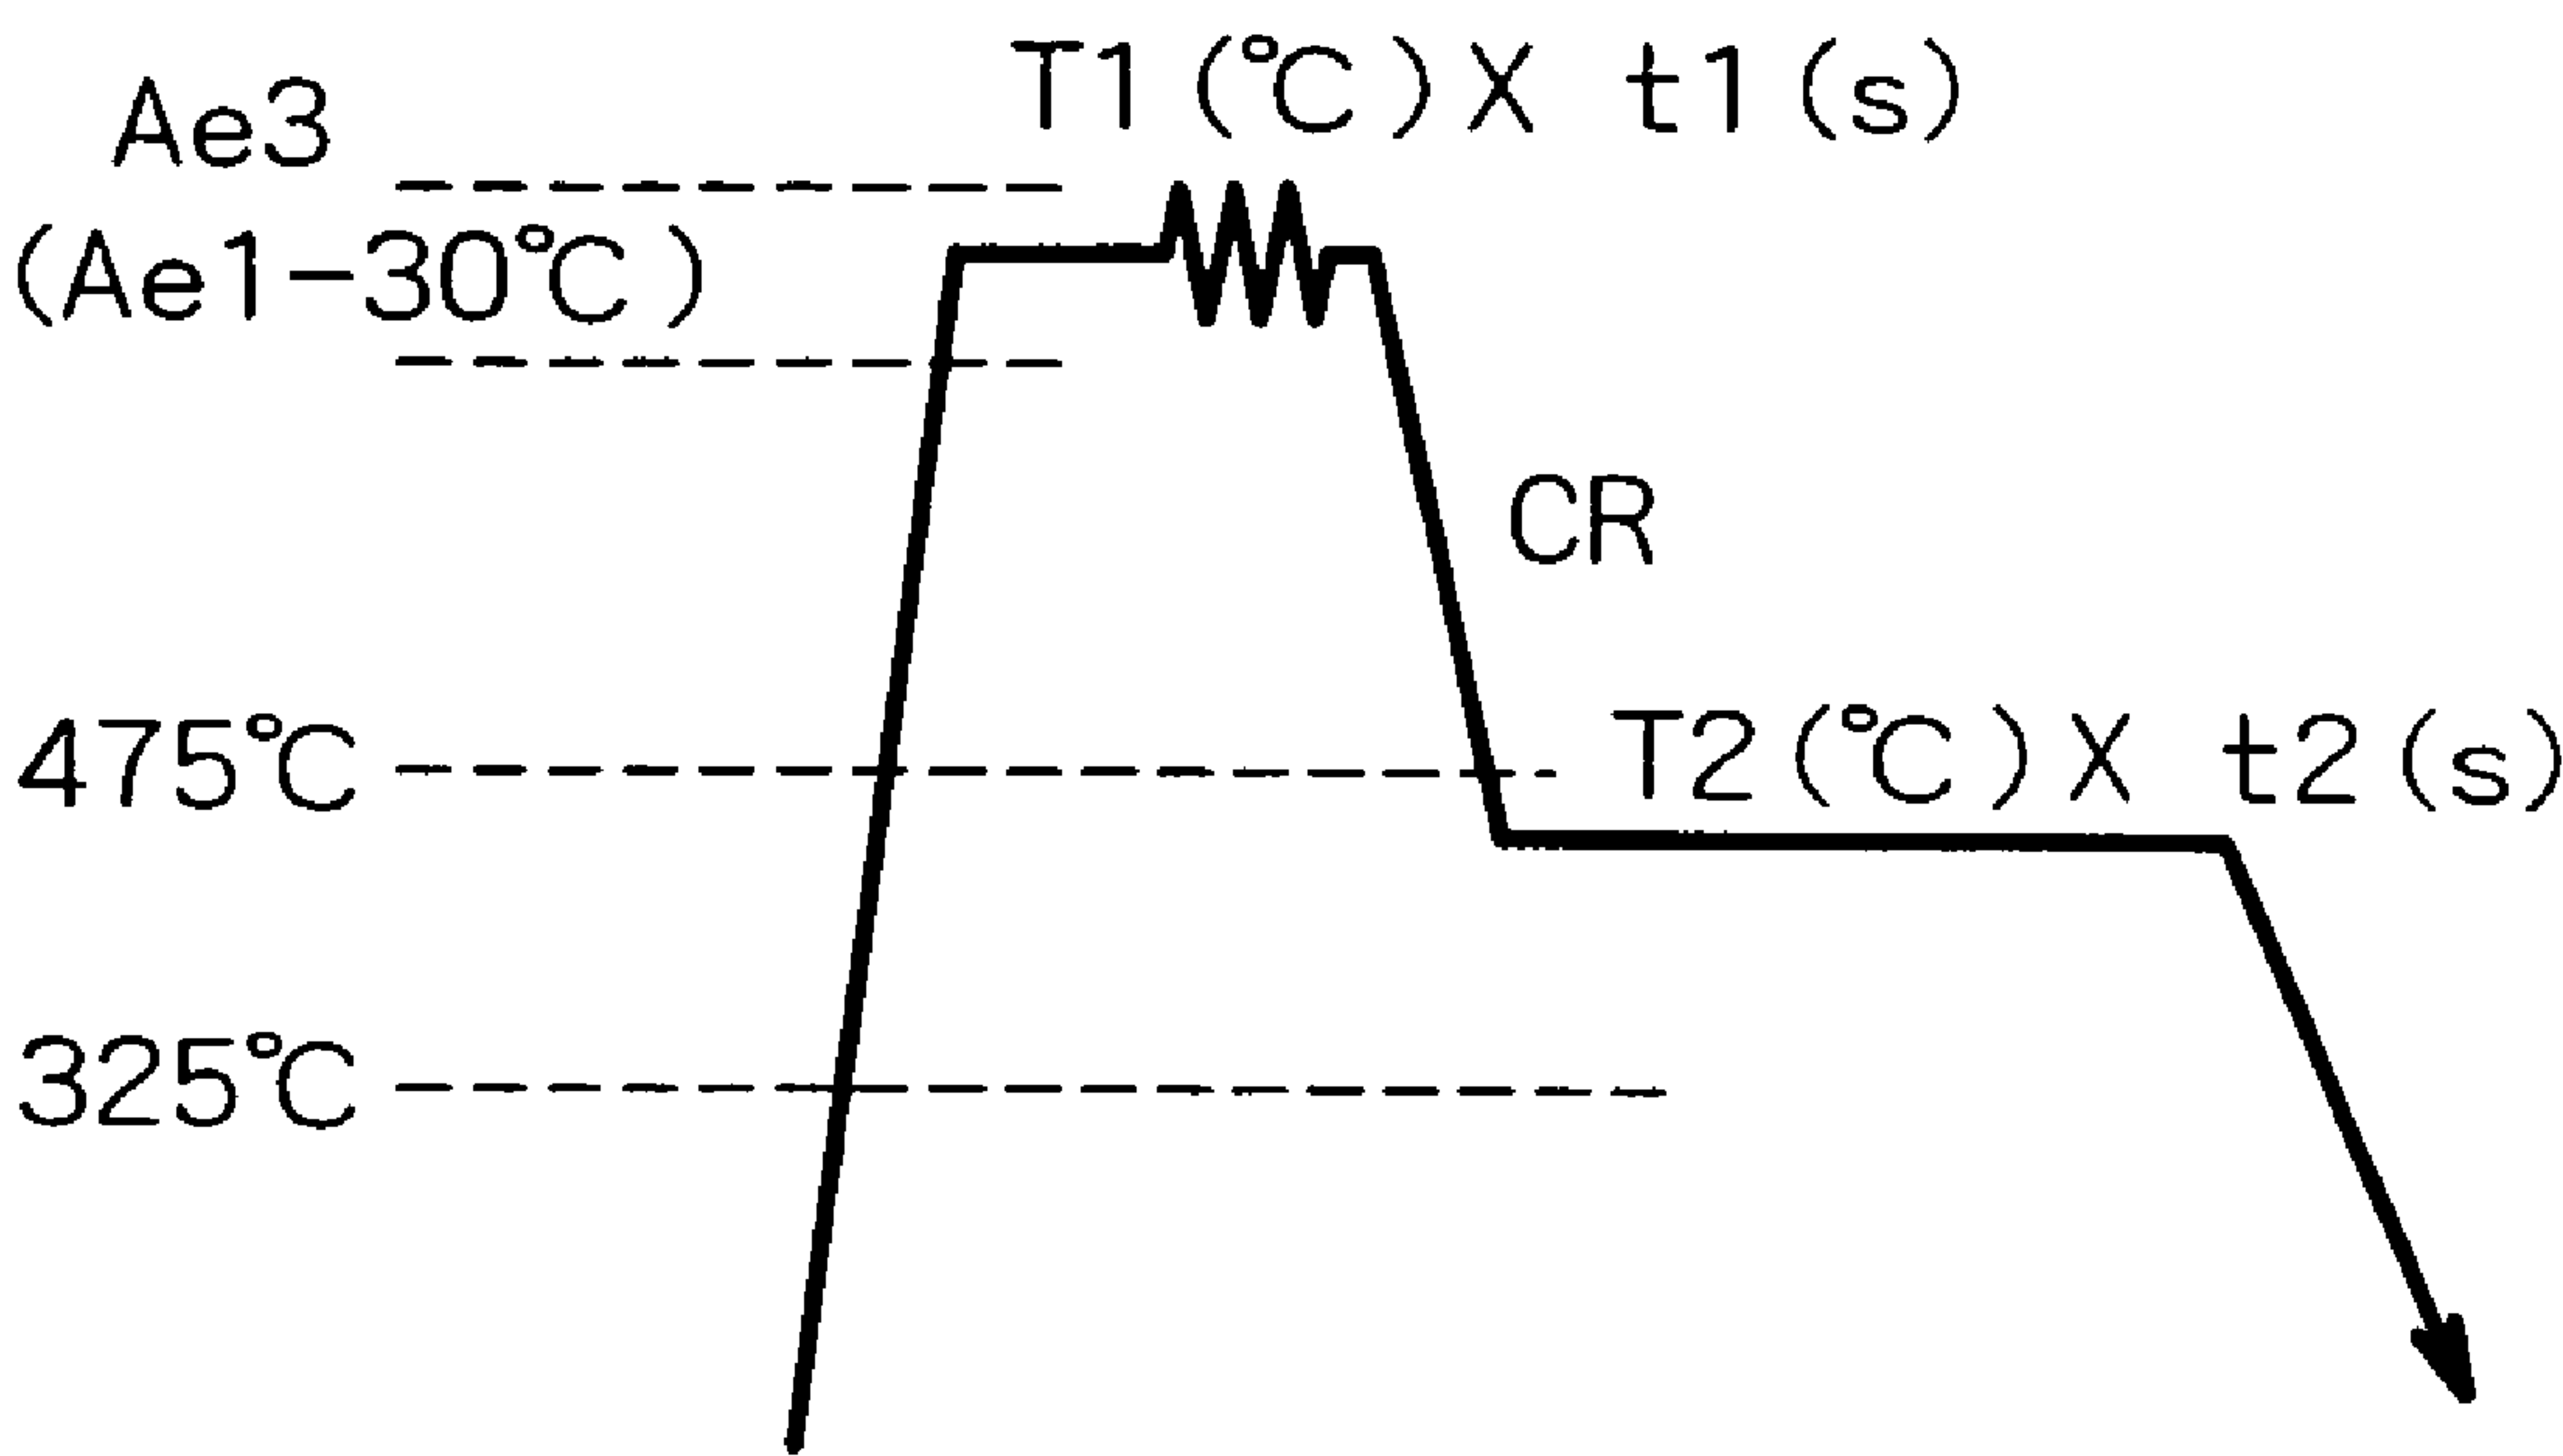 T1(℃)X t1(s)
Ae3
(Ae1-30℃)
CR
475℃
T2(℃)X t2(s)
325℃